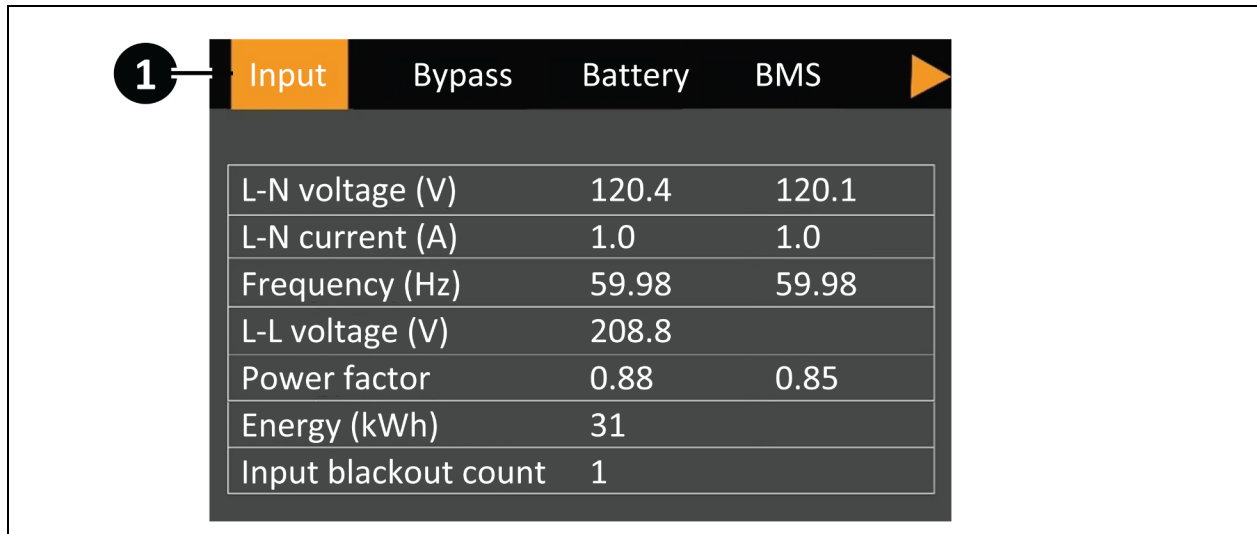 1 Input Bypass Battery BMS
L-N voltage (V) 120.4 120.1
L-N current (A) 1.0 1.0
Frequency (Hz) 59.98 59.98
L-L voltage (V) 208.8
Power factor 0.88 0.85
Energy (kWh) 31
Input blackout count 1